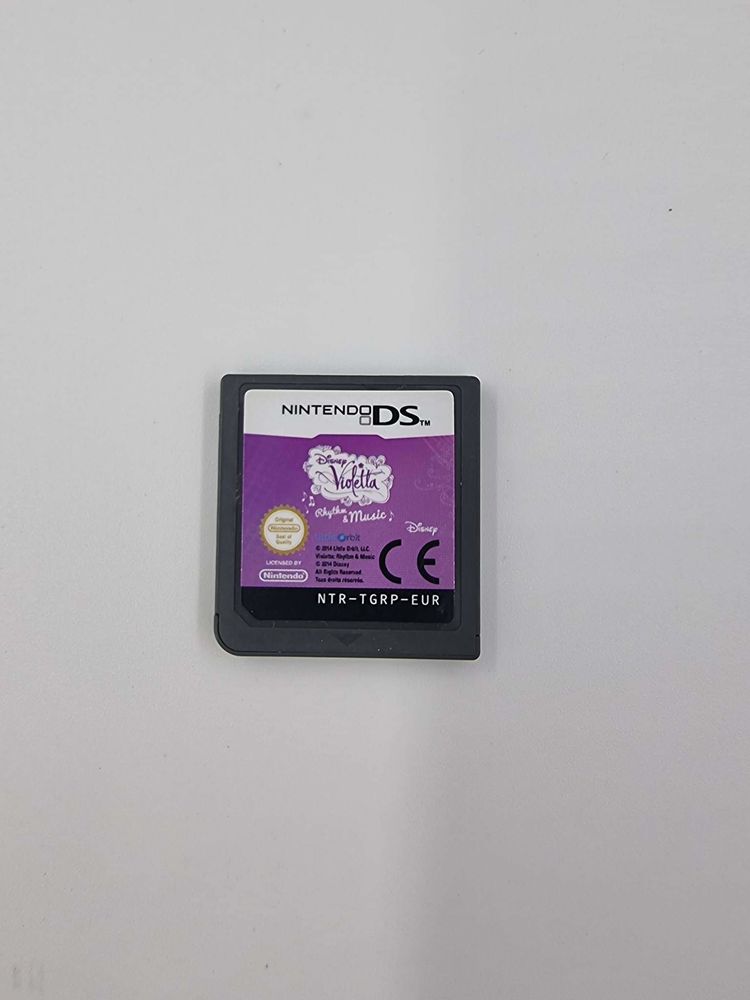 NINTENDO DS™
Disney
Violetta
Rhythm
& Music
Original
Nintendo
Seal of
Quality
Little Orbit
Disney
© 2014 Little Orbit, LLC.
Violetta: Rhythm & Music
© 2014 Disney
All Rights Reserved.
Tous droits réservés.
CE
LICENSED BY
Nintendo
NTR-TGRP-EUR